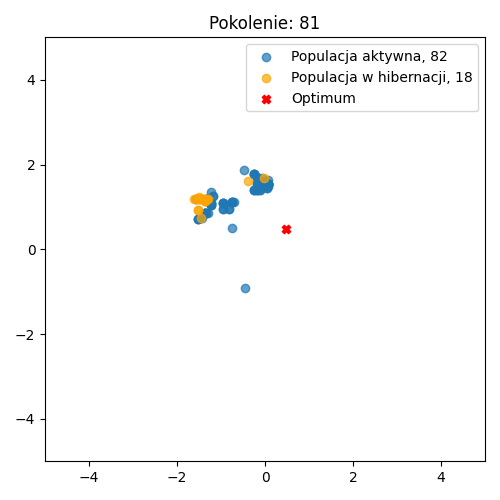 Pokolenie: 81
Populacja aktywna, 82
Populacja w hibernacji, 18
Optimum
4
2
0
−2
−4
−4
−2
0
2
4